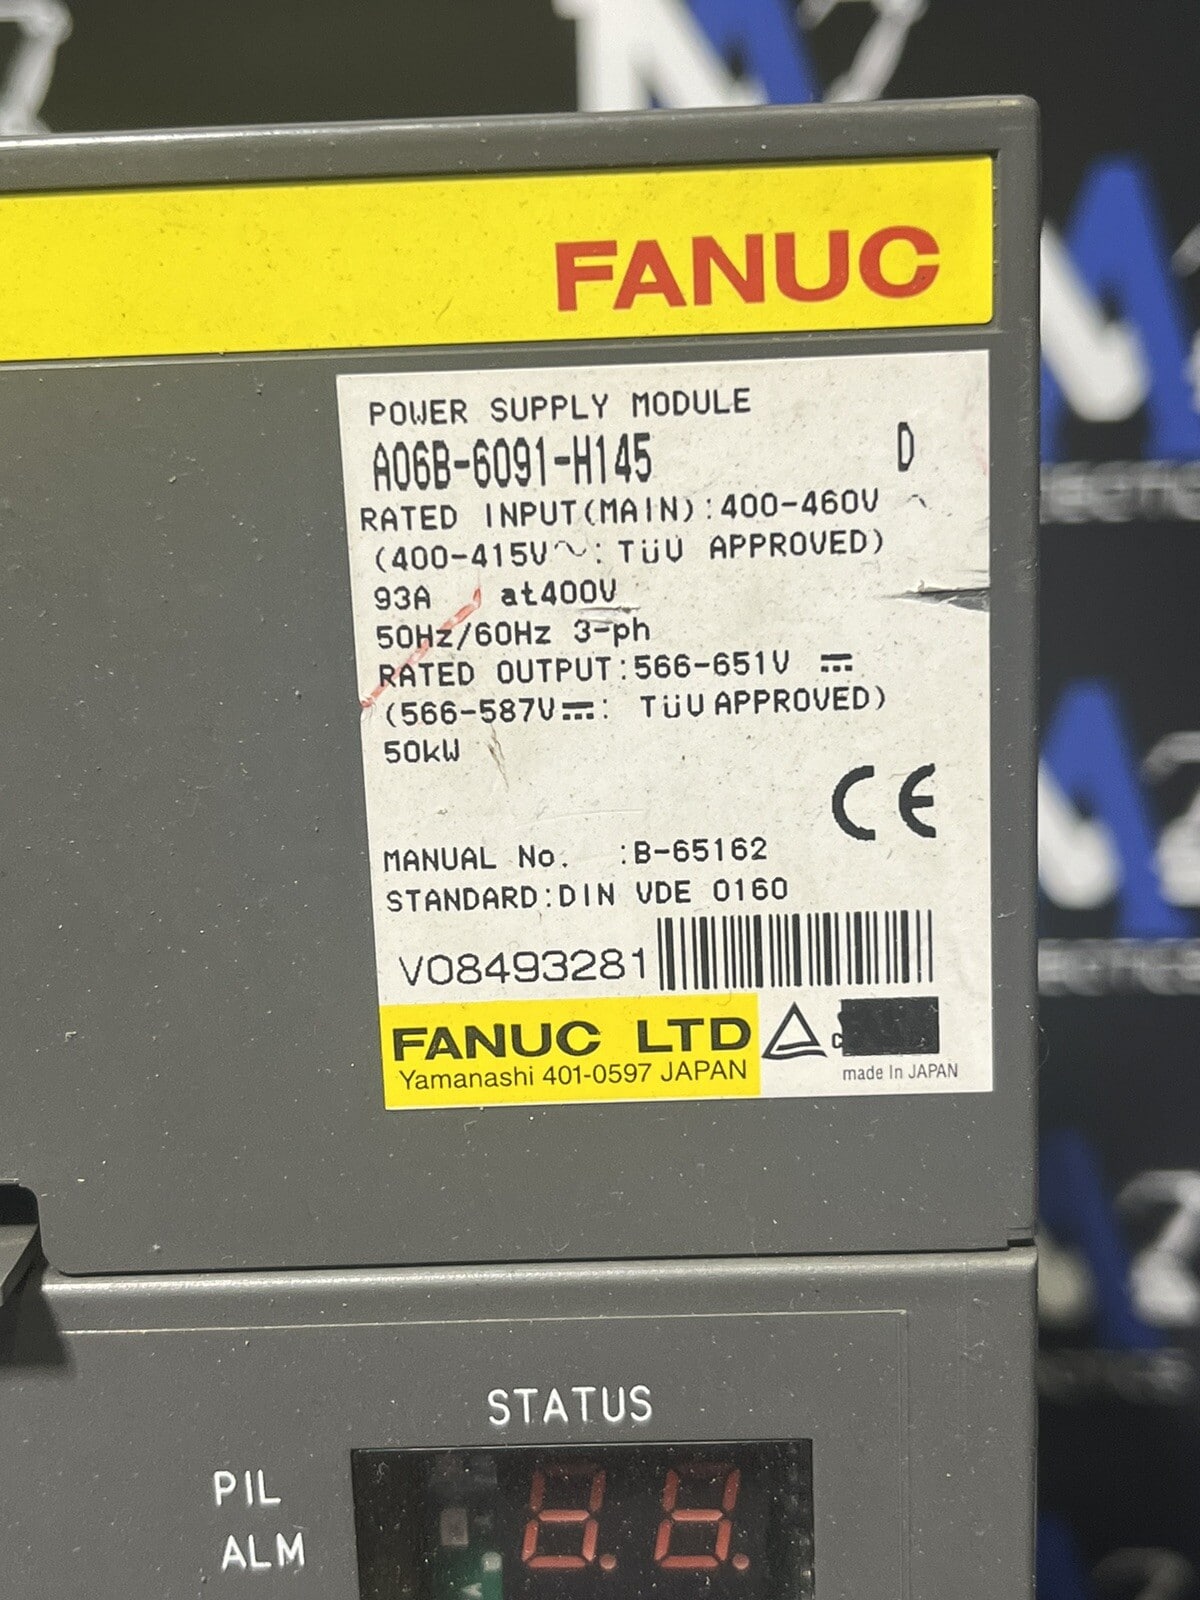 FANUC
POWER SUPPLY MODULE
A06B-6091-H145 D
RATED INPUT(MAIN):400-460V ~
(400-415V~: TÜV APPROVED)
93A at400V
50Hz/60Hz 3-ph
RATED OUTPUT:566-651V ⎓
(566-587V⎓: TÜV APPROVED)
50kW
CE
MANUAL No. :B-65162
STANDARD:DIN VDE 0160
V08493281
FANUC LTD
Yamanashi 401-0597 JAPAN
made In JAPAN
STATUS
PIL
ALM
8.8.